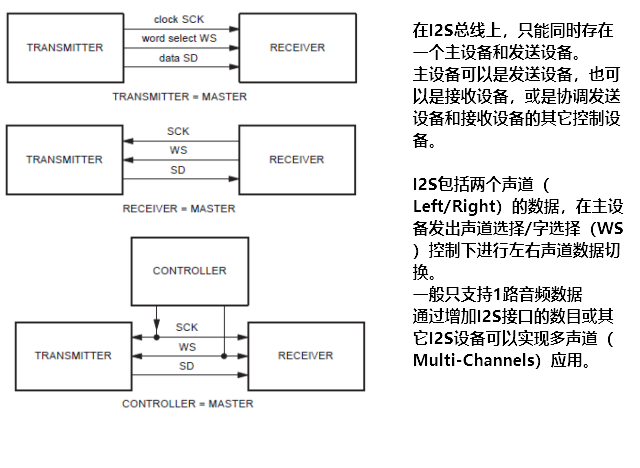 clock SCK
word select WS
data SD
TRANSMITTER
RECEIVER
TRANSMITTER = MASTER
SCK
WS
SD
TRANSMITTER
RECEIVER
RECEIVER = MASTER
CONTROLLER
SCK
WS
SD
TRANSMITTER
RECEIVER
CONTROLLER = MASTER
在I2S总线上，只能同时存在
一个主设备和发送设备。
主设备可以是发送设备，也可
以是接收设备，或是协调发送
设备和接收设备的其它控制设
备。
I2S包括两个声道（
Left/Right）的数据，在主设
备发出声道选择/字选择（WS
）控制下进行左右声道数据切
换。
一般只支持1路音频数据
通过增加I2S接口的数目或其
它I2S设备可以实现多声道（
Multi-Channels）应用。